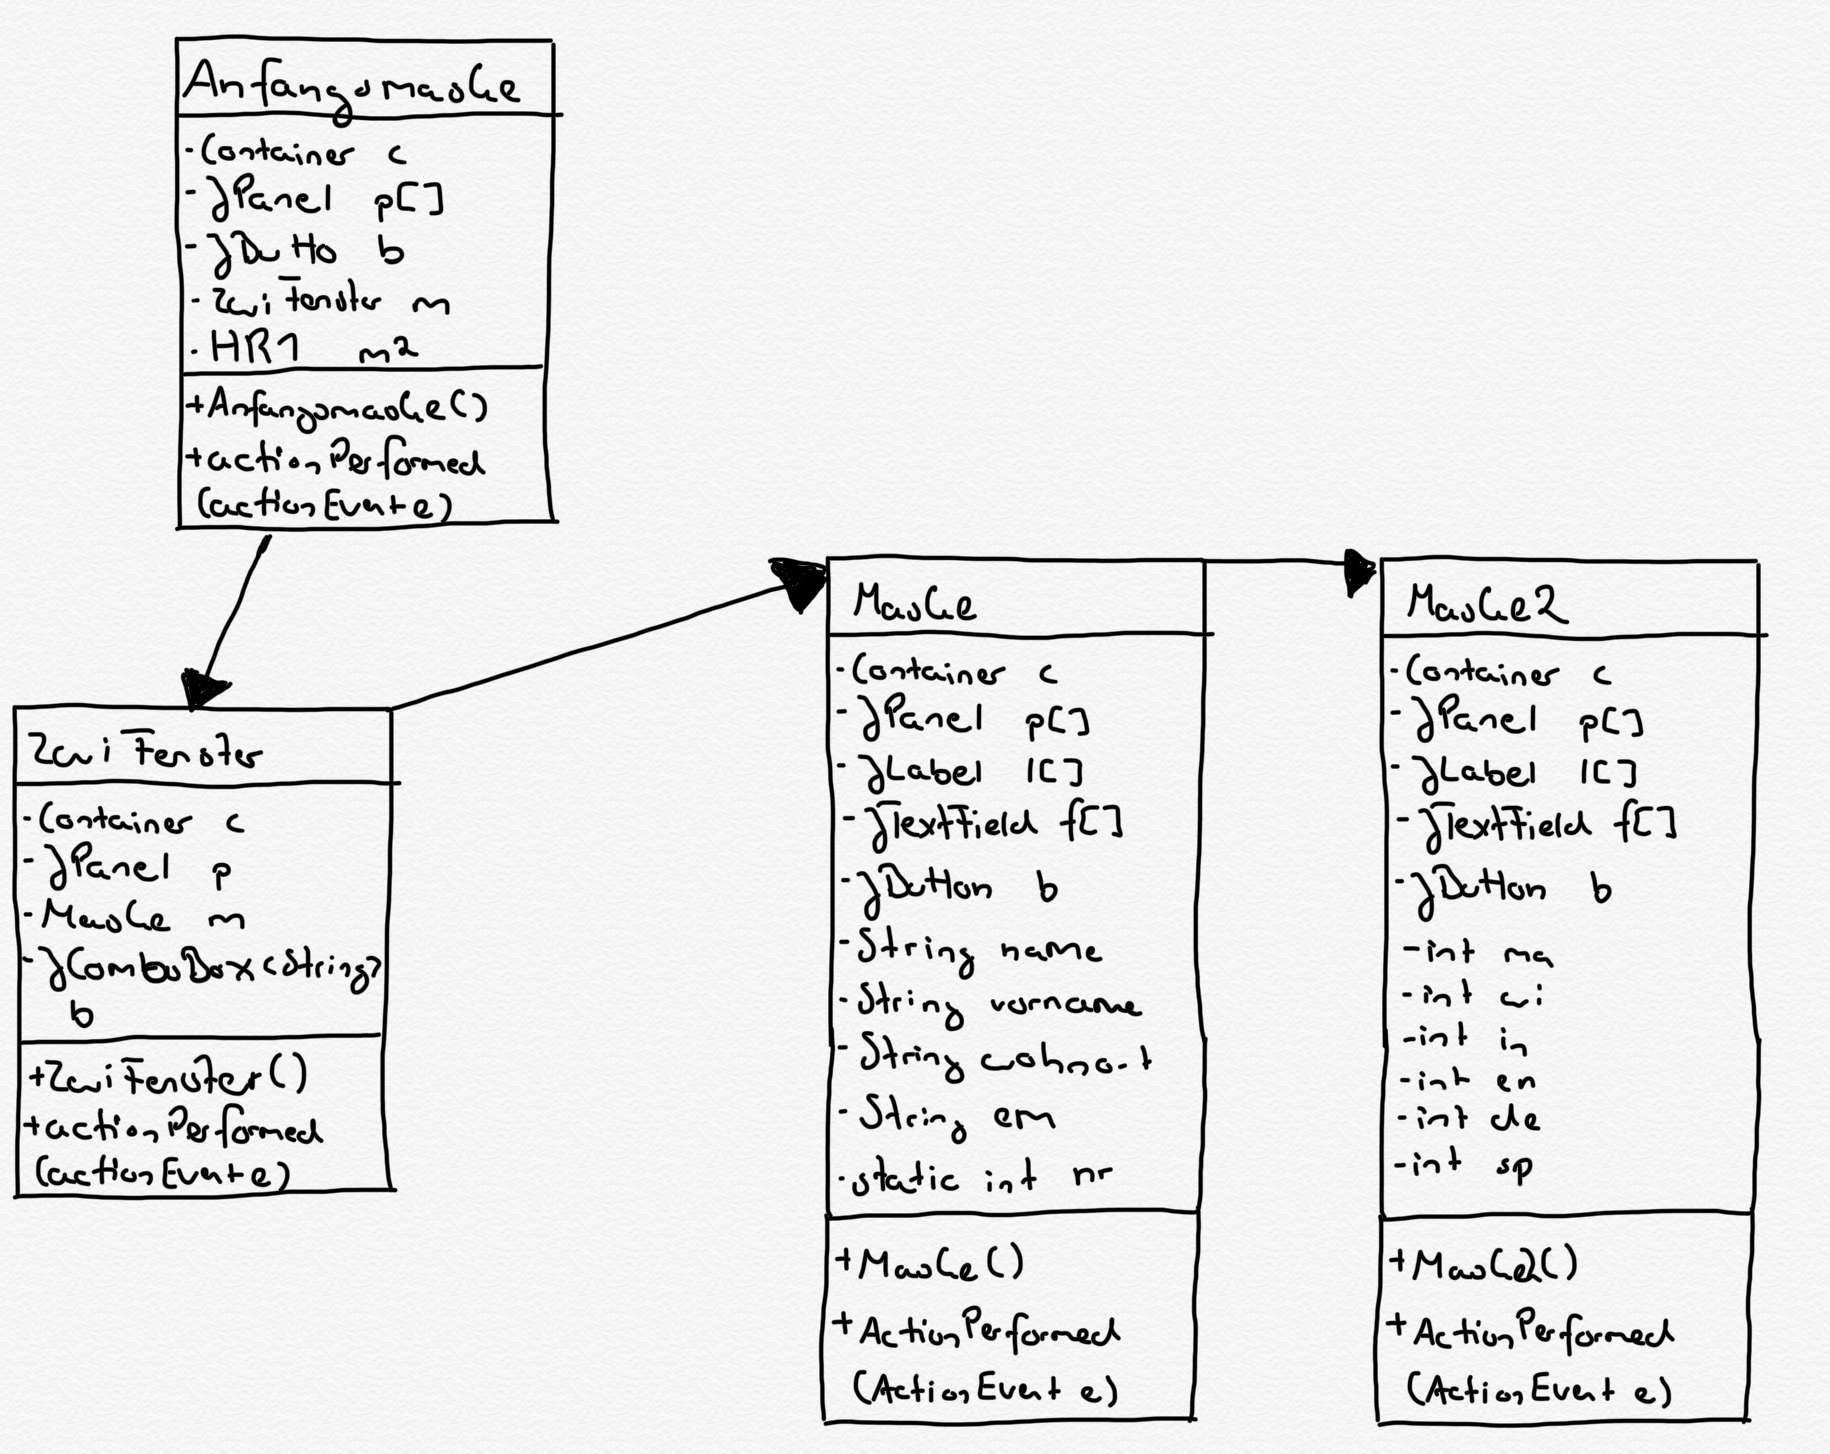 Anfangsmaske
-Container c
-JPanel p[]
-JButto b
-ZwiFenster m
-HR1 m2
+Anfangsmaske()
+actionPerformed
(actionEvent e)
ZwiFenster
-Container c
-JPanel p
-Maske m
-JComboBox<String>
b
+ZwiFenster()
+actionPerformed
(actionEvent e)
Maske
-Container c
-JPanel p[]
-JLabel l[]
-JTextField f[]
-JButton b
-String name
-String vorname
-String wohnort
-String em
-static int nr
+Maske()
+ActionPerformed
(ActionEvent e)
Maske2
-Container c
-JPanel p[]
-JLabel l[]
-JTextField f[]
-JButton b
-int ma
-int wi
-int in
-int en
-int de
-int sp
+Maske2()
+ActionPerformed
(ActionEvent e)